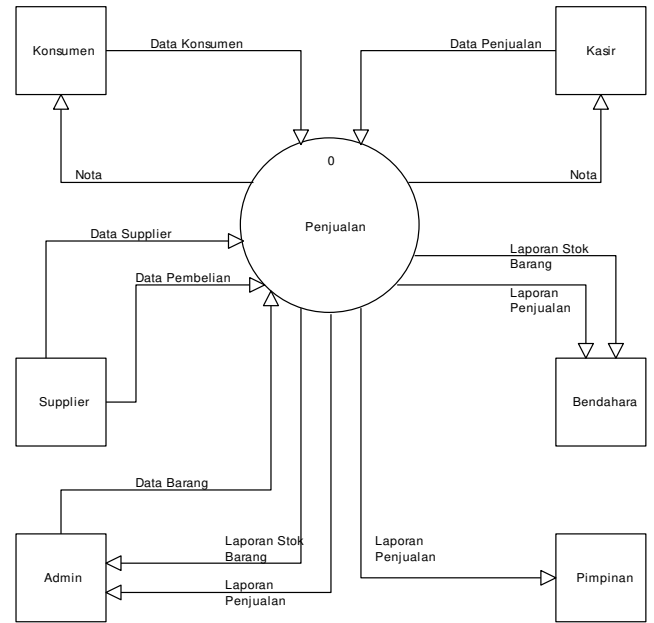 Konsumen
Data Konsumen
Data Penjualan
Kasir
0
Nota
Nota
Penjualan
Data Supplier
Laporan Stok
Barang
Data Pembelian
Laporan
Penjualan
Supplier
Bendahara
Data Barang
Laporan Stok
Barang
Laporan
Penjualan
Admin
Laporan
Penjualan
Pimpinan